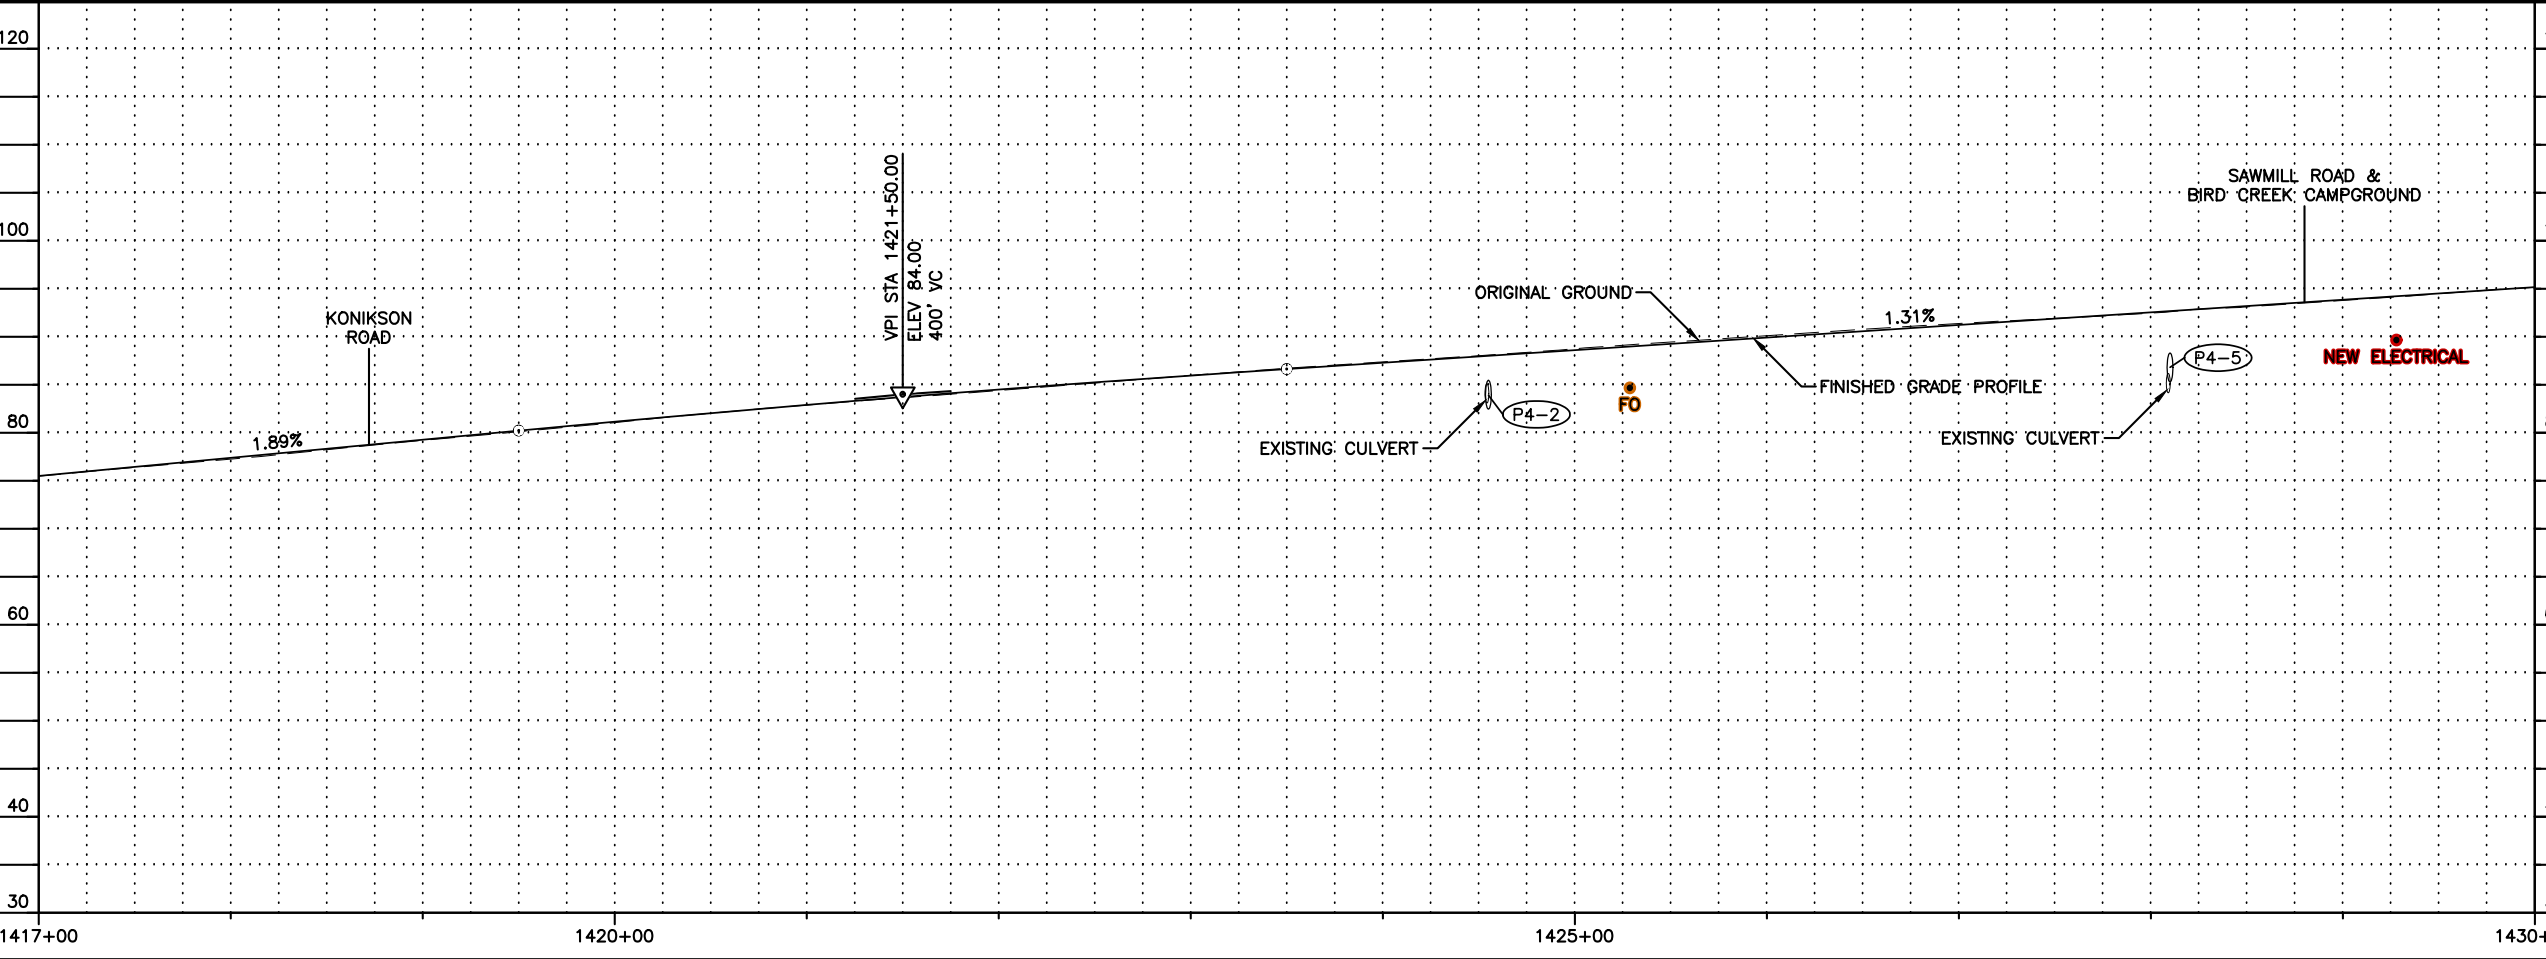 120
100
80
60
40
30
1417+00
1420+00
1425+00
KONIKSON
ROAD
1.89%
VPI STA 1421+50.00
ELEV 84.00
400' VC
ORIGINAL GROUND
FINISHED GRADE PROFILE
1.31%
EXISTING CULVERT
P4-2
FO
EXISTING CULVERT
P4-5
SAWMILL ROAD &
BIRD CREEK CAMPGROUND
NEW ELECTRICAL
1430+